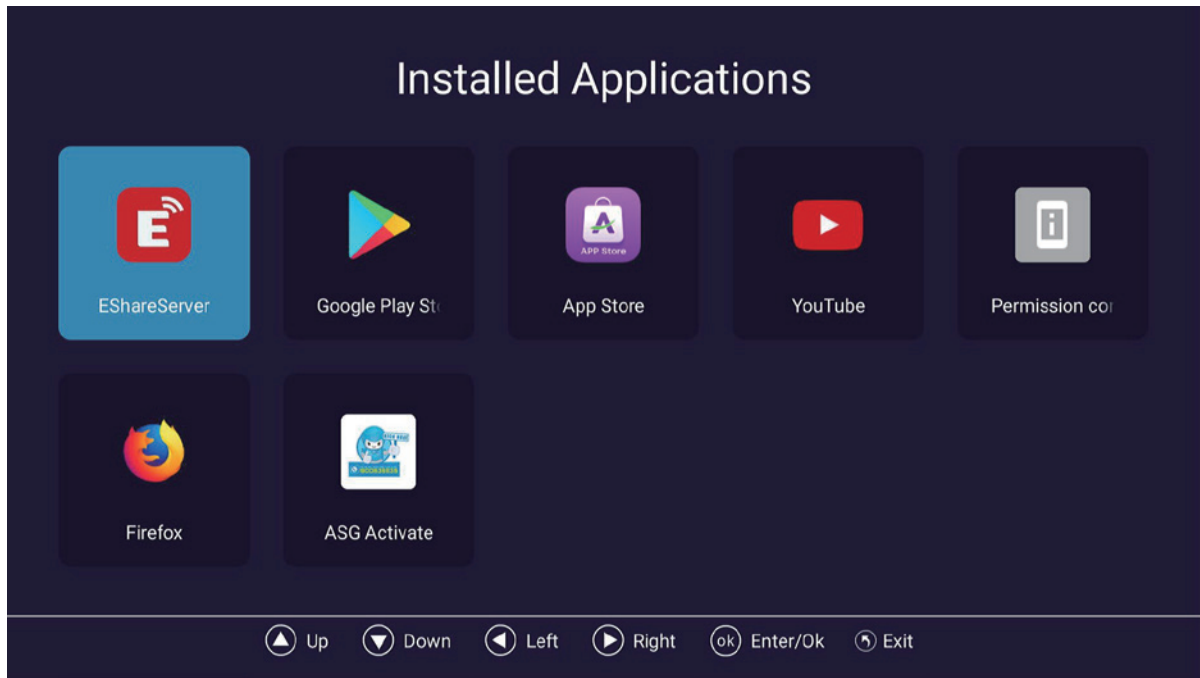 Installed Applications
E
APP Store
EShareServer
Google Play St
App Store
YouTube
Permission co
Firefox
ASG Activate
Up
Down
Left
Right
ok
Enter/Ok
Exit